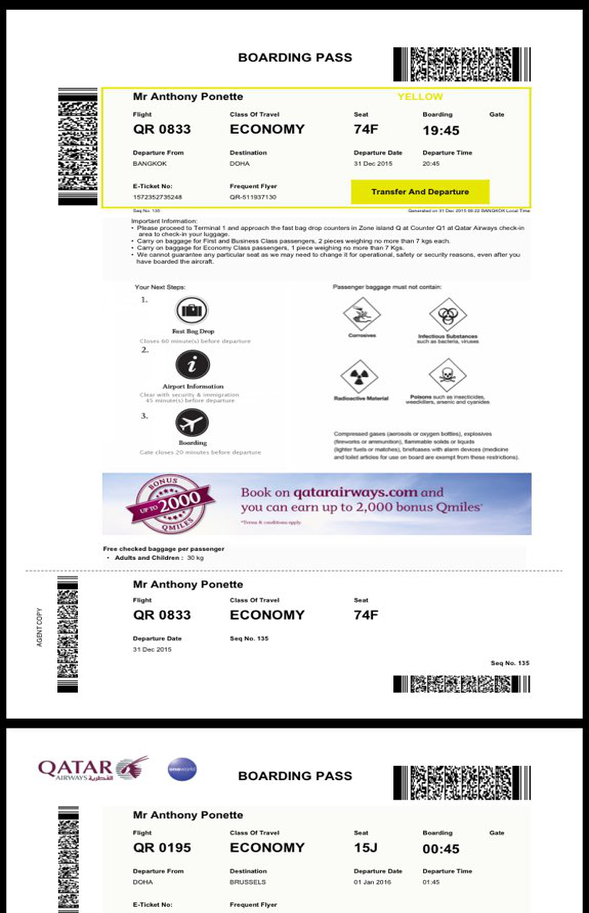 BOARDING PASS
Mr Anthony Ponette
YELLOW
Flight Class Of Travel Seat Boarding Gate
QR 0833 ECONOMY 74F 19:45
Departure From Destination Departure Date Departure Time
BANGKOK DOHA 31 Dec 2015 20:45
E-Ticket No: Frequent Flyer
Transfer And Departure
1572352735248 QR-511937130
Seq No. 135 Generated on 31 Dec 2015 06:02 BANGKOK Local Time
Important Information:
• Please proceed to Terminal 1 and approach the fast bag drop counters in Zone island Q at Counter Q1 at Qatar Airways check-in
area to check-in your luggage.
• Carry on baggage for First and Business Class passengers, 2 pieces weighing no more than 7 kgs each.
• Carry on baggage for Economy Class passengers, 1 piece weighing no more than 7 Kgs.
• We cannot guarantee any particular seat as we may need to change it for operational, safety or security reasons, even after you
have boarded the aircraft.
Your Next Steps:
1.
Fast Bag Drop
Closes 60 minute(s) before departure
2.
Airport Information
Clear with security & immigration
45 minute(s) before departure
3.
Boarding
Gate closes 20 minutes before departure
Passenger baggage must not contain:
Corrosives
Infectious Substances
such as bacteria, viruses
Radioactive Material
Poisons such as insecticides,
weedkillers, arsenic and cyanides
Compressed gases (aerosols or oxygen bottles), explosives
(fireworks or ammunition), flammable solids or liquids
(lighter fuels or matches), briefcases with alarm devices (medicine
and toilet articles for use on board are exempt from these restrictions).
BONUS
UP TO 2000
QMILES
Book on qatarairways.com and
you can earn up to 2,000 bonus Qmiles*
*Terms & conditions apply
Free checked baggage per passenger
• Adults and Children : 30 kg
AGENT COPY
Mr Anthony Ponette
Flight Class Of Travel Seat
QR 0833 ECONOMY 74F
Departure Date Seq No. 135
31 Dec 2015
Seq No. 135
QATAR
AIRWAYS القطرية
oneworld
BOARDING PASS
Mr Anthony Ponette
Flight Class Of Travel Seat Boarding Gate
QR 0195 ECONOMY 15J 00:45
Departure From Destination Departure Date Departure Time
DOHA BRUSSELS 01 Jan 2016 01:45
E-Ticket No: Frequent Flyer